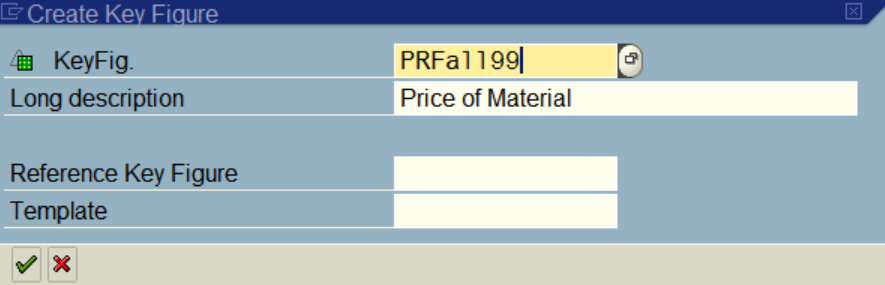 Create Key Figure
KeyFig. PRFa1199
Long description Price of Material
Reference Key Figure
Template